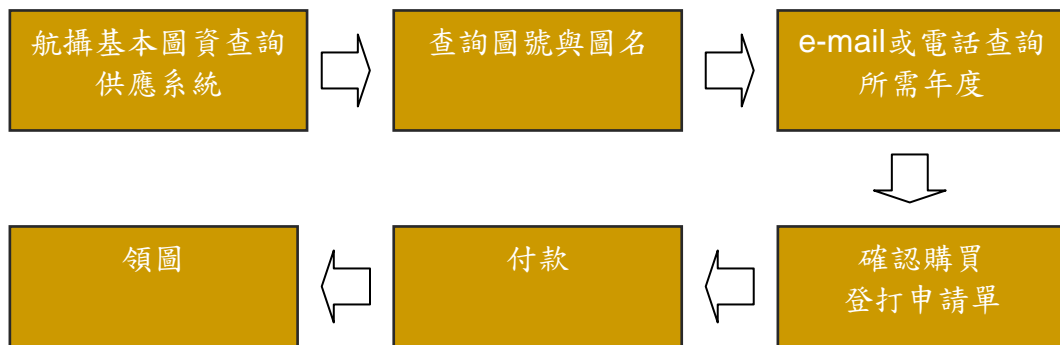 航攝基本圖資查詢
供應系統
查詢圖號與圖名
e-mail或電話查詢
所需年度
確認購買
登打申請單
付款
領圖